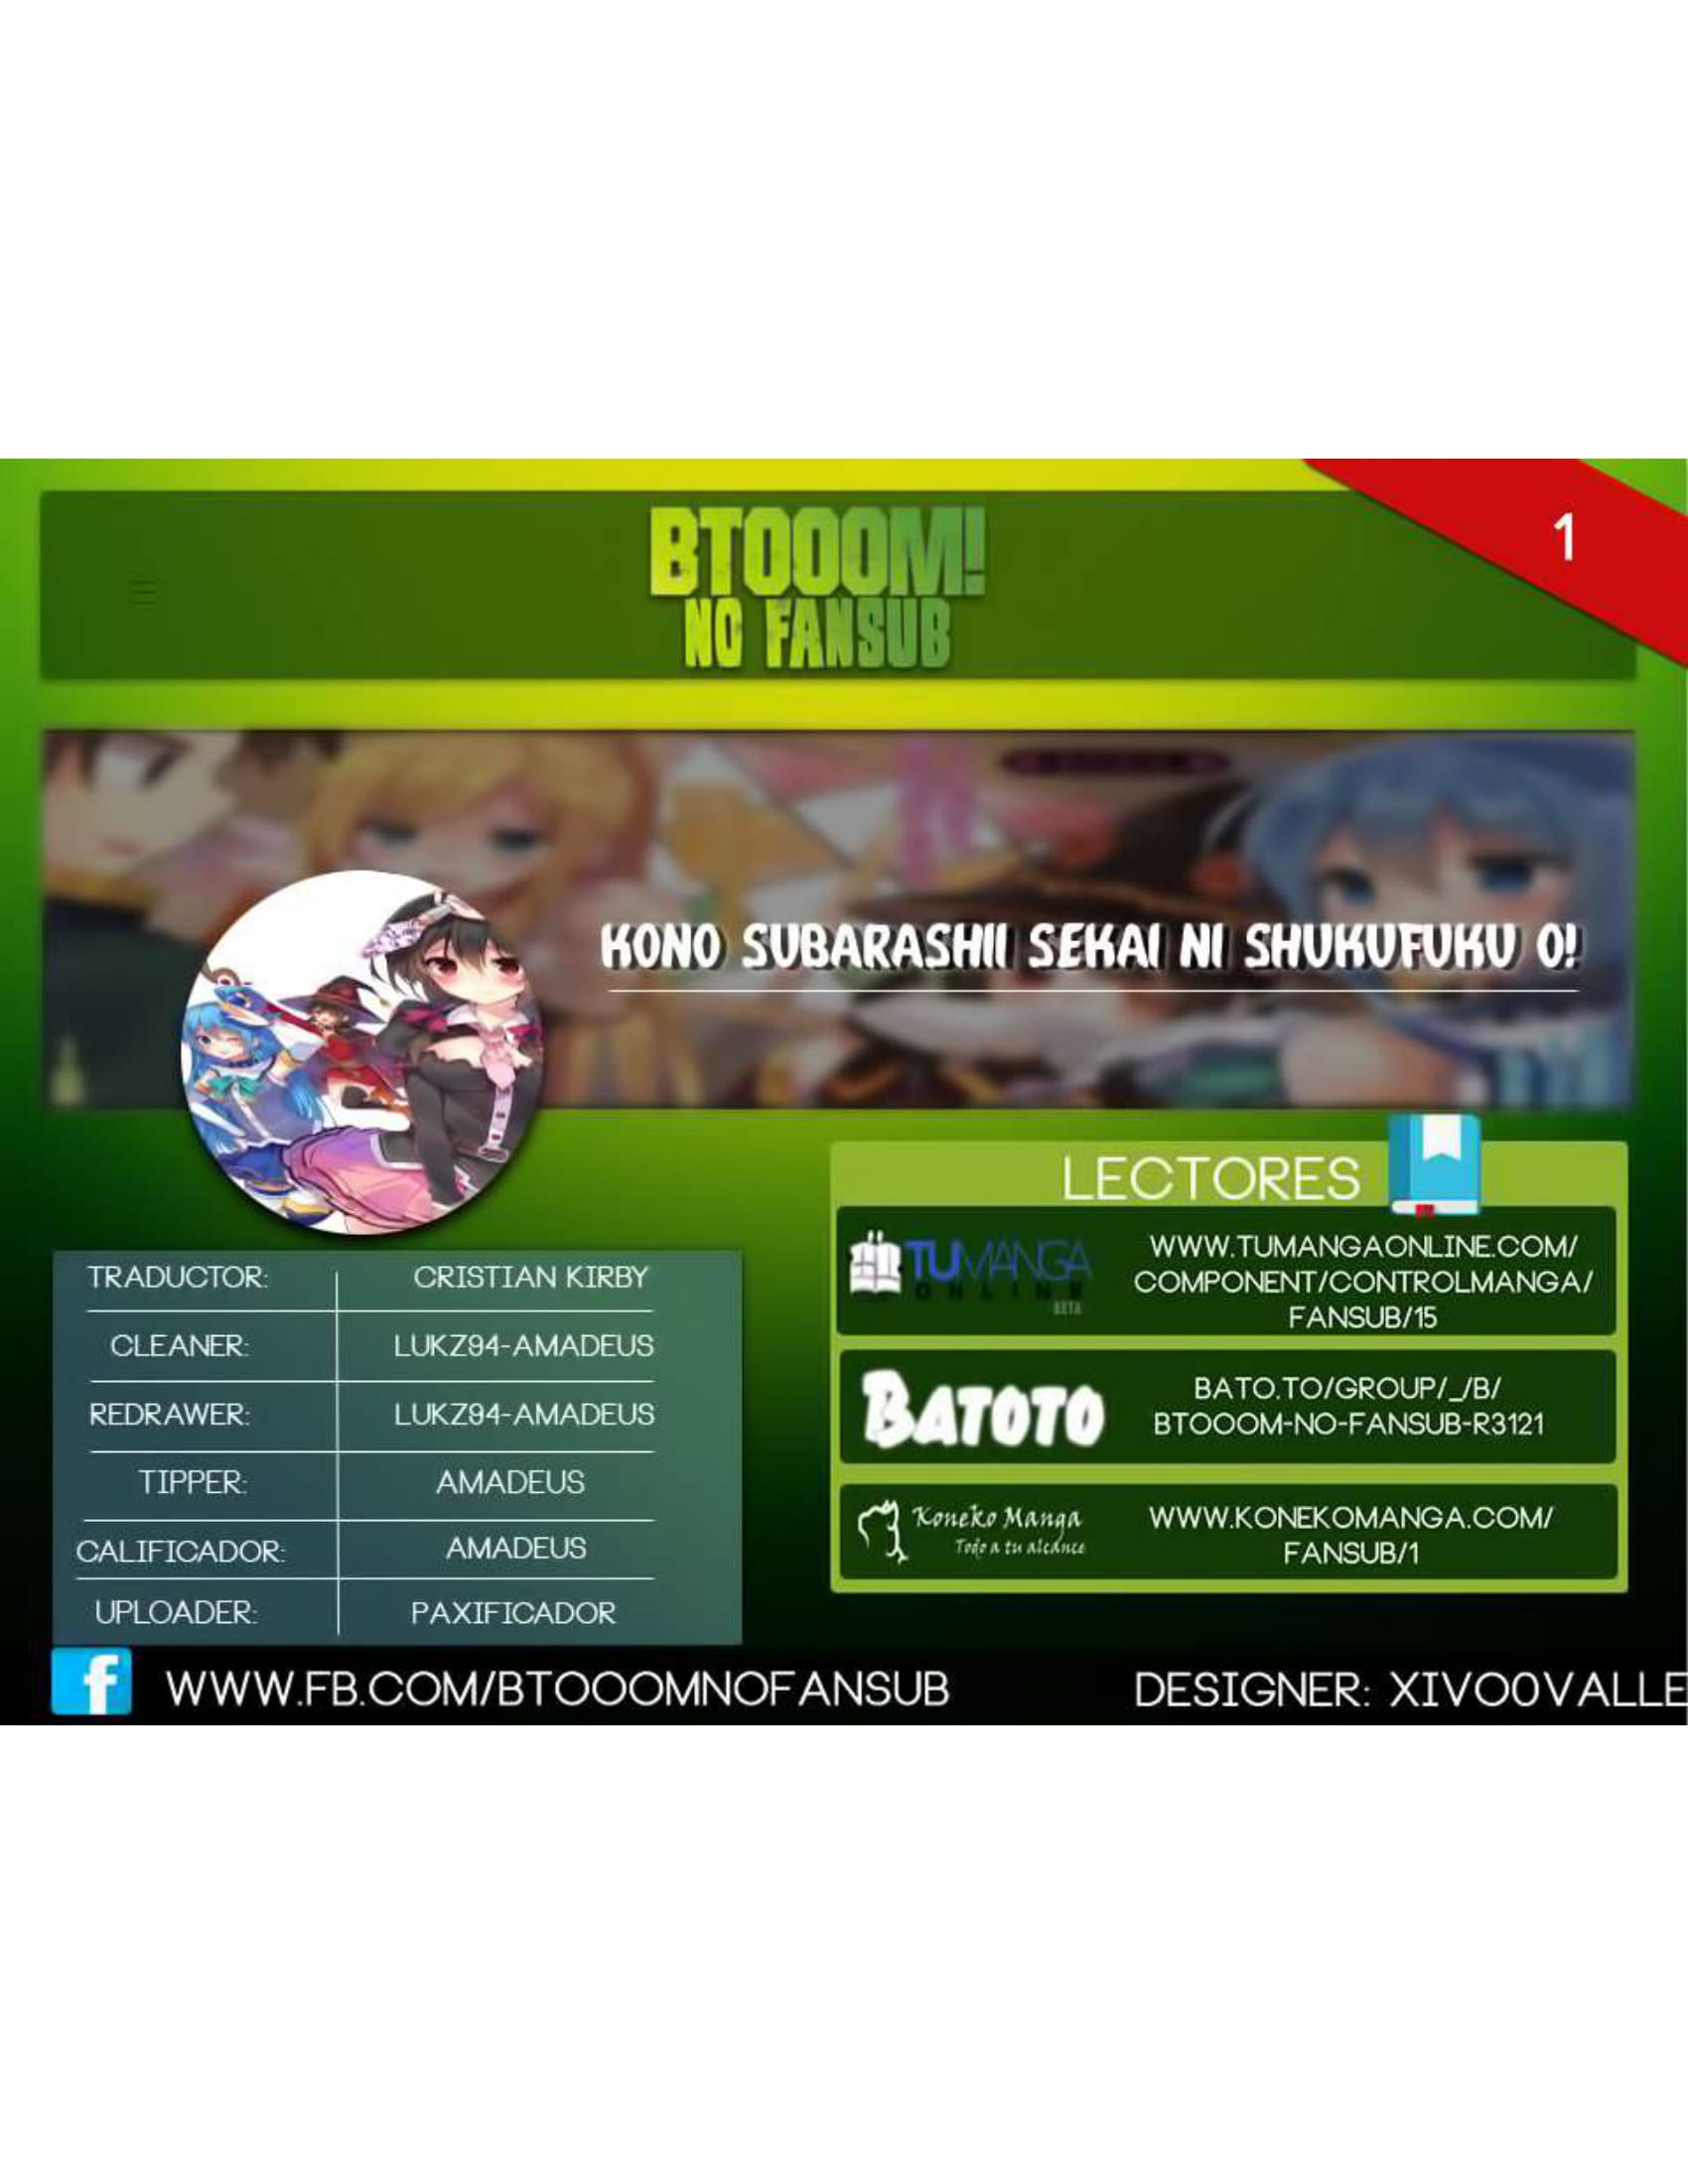 BTOOOM!
NO FANSUB
1
KONO SUBARASHII SEKAI NI SHUKUFUKU O!
TRADUCTOR: CRISTIAN KIRBY
CLEANER: LUKZ94-AMADEUS
REDRAWER: LUKZ94-AMADEUS
TIPPER: AMADEUS
CALIFICADOR: AMADEUS
UPLOADER: PAXIFICADOR
LECTORES
TUMANGA
ONLINE
BETA
WWW.TUMANGAONLINE.COM/
COMPONENT/CONTROLMANGA/
FANSUB/15
BATOTO
BATO.TO/GROUP/_/B/
BTOOOM-NO-FANSUB-R3121
Koneko Manga
Todo a tu alcance
WWW.KONEKOMANGA.COM/
FANSUB/1
f WWW.FB.COM/BTOOOMNOFANSUB
DESIGNER: XIVO0VALLE